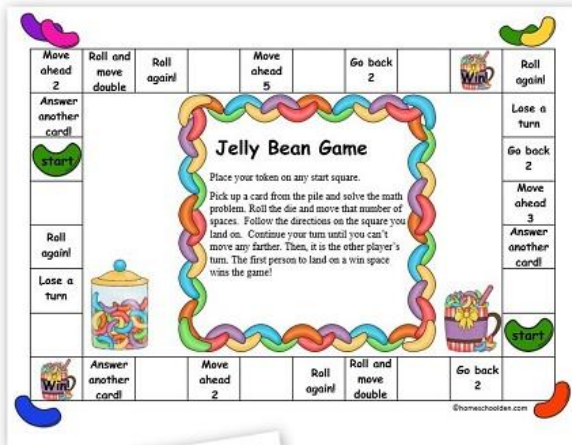 Move
ahead
2
Roll and
move
double
Roll
again!
Move
ahead
5
Go back
2
Win!
Roll
again!
Answer
another
card!
Lose a
turn
start
Go back
2
Move
ahead
3
Roll
again!
Answer
another
card!
Lose a
turn
start
Jelly Bean Game
Place your token on any start square.
Pick up a card from the pile and solve the math
problem. Roll the die and move that number of
spaces. Follow the directions on the square you
land on. Continue your turn until you can't
move any farther. Then, it is the other player's
turn. The first person to land on a win space
wins the game!
Win!
Answer
another
card!
Move
ahead
2
Roll
again!
Roll and
move
double
Go back
2
©homeschoolden.com